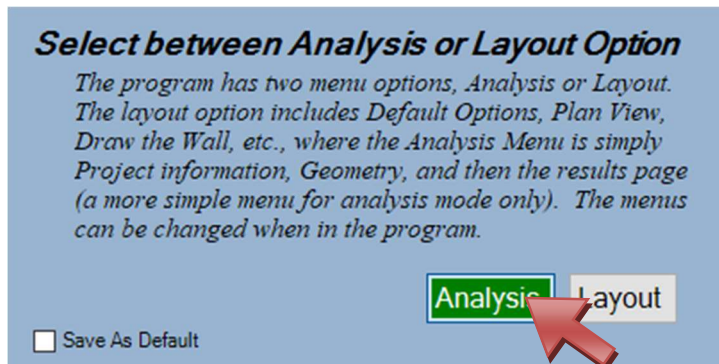 Select between Analysis or Layout Option
The program has two menu options, Analysis or Layout.
The layout option includes Default Options, Plan View,
Draw the Wall, etc., where the Analysis Menu is simply
Project information, Geometry, and then the results page
(a more simple menu for analysis mode only).  The menus
can be changed when in the program.
Analysis Layout
Save As Default